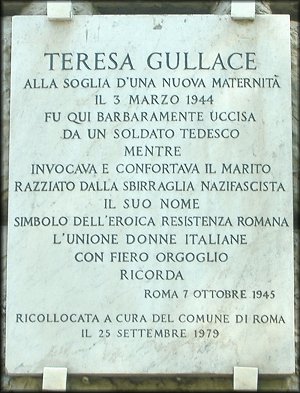 TERESA GULLACE
ALLA SOGLIA D'UNA NUOVA MATERNITÀ
IL 3 MARZO 1944
FU QUI BARBARAMENTE UCCISA
DA UN SOLDATO TEDESCO
MENTRE
INVOCAVA E CONFORTAVA IL MARITO
RAZZIATO DALLA SBIRRAGLIA NAZIFASCISTA
IL SUO NOME
SIMBOLO DELL'EROICA RESISTENZA ROMANA
L'UNIONE DONNE ITALIANE
CON FIERO ORGOGLIO
RICORDA
ROMA 7 OTTOBRE 1945
RICOLLOCATA A CURA DEL COMUNE DI ROMA
IL 25 SETTEMBRE 1979